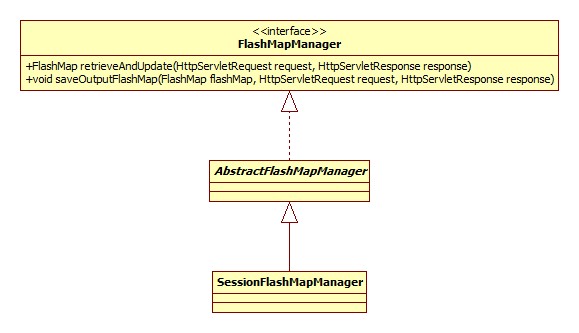 <<interface>>
FlashMapManager
+FlashMap retrieveAndUpdate(HttpServletRequest request, HttpServletResponse response)
+void saveOutputFlashMap(FlashMap flashMap, HttpServletRequest request, HttpServletResponse response)
AbstractFlashMapManager
SessionFlashMapManager